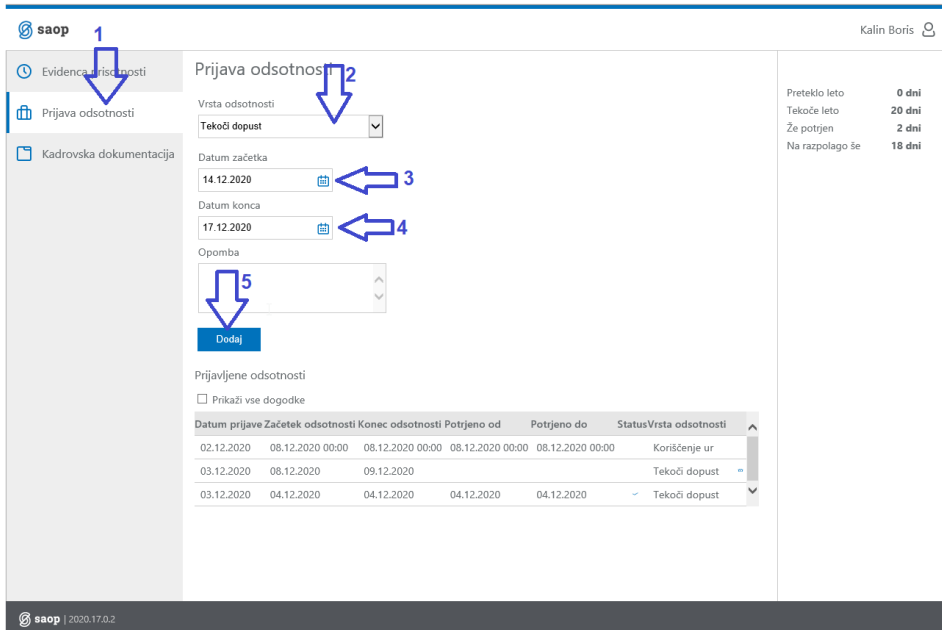 saop
1
Kalin Boris
Evidenca prisotnosti
Prijava odsotnosti
Kadrovska dokumentacija
Prijava odsotnosti
2
Vrsta odsotnosti
Tekoči dopust
Datum začetka
14.12.2020
3
Datum konca
17.12.2020
4
Opomba
5
Dodaj
Preteklo leto 0 dni
Tekoče leto 20 dni
Že potrjen 2 dni
Na razpolago še 18 dni
Prijavljene odsotnosti
Prikaži vse dogodke
Datum prijave Začetek odsotnosti Konec odsotnosti Potrjeno od Potrjeno do Status Vrsta odsotnosti
02.12.2020 08.12.2020 00:00 08.12.2020 00:00 08.12.2020 00:00 08.12.2020 00:00 Koriščenje ur
03.12.2020 08.12.2020 09.12.2020 Tekoči dopust
03.12.2020 04.12.2020 04.12.2020 04.12.2020 04.12.2020 Tekoči dopust
saop | 2020.17.0.2